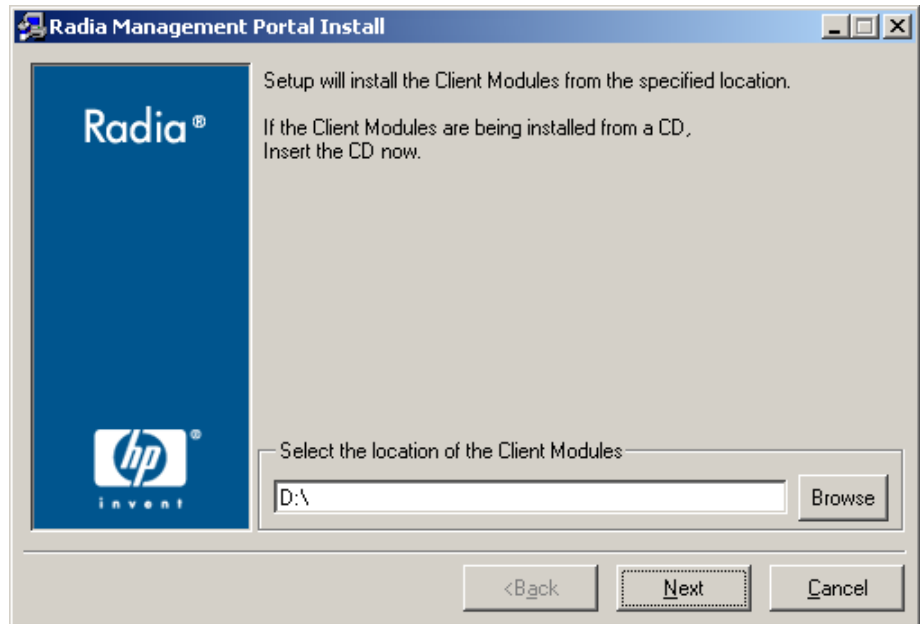 Radia Management Portal Install
Radia®
Setup will install the Client Modules from the specified location.
If the Client Modules are being installed from a CD,
Insert the CD now.
hp®
invent
Select the location of the Client Modules
D:\
Browse
<Back
Next
Cancel